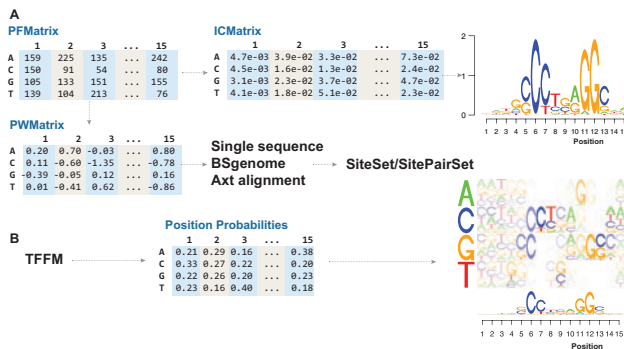 A
PFMatrix
1 2 3 ... 15
A 159 225 135 ... 242
C 150 91 54 ... 80
G 105 133 151 ... 155
T 139 104 213 ... 76
ICMatrix
1 2 3 ... 15
A 4.7e-03 3.9e-02 3.3e-02 ... 7.3e-02
C 4.5e-03 1.6e-02 1.3e-02 ... 2.4e-02
G 3.1e-03 2.3e-02 3.7e-02 ... 4.7e-02
T 4.1e-03 1.8e-02 5.1e-02 ... 2.3e-02
2
1
0
1 2 3 4 5 6 7 8 9 10 11 12 13 14 15
Position
PWMatrix
1 2 3 ... 15
A 0.20 0.70 -0.03 ... 0.80
C 0.11 -0.60 -1.35 ... -0.78
G -0.39 -0.05 0.12 ... 0.16
T 0.01 -0.41 0.62 ... -0.86
Single sequence
BSgenome
Axt alignment
SiteSet/SitePairSet
B
TFFM
Position Probabilities
1 2 3 ... 15
A 0.21 0.29 0.16 ... 0.38
C 0.33 0.27 0.22 ... 0.20
G 0.22 0.26 0.20 ... 0.23
T 0.23 0.16 0.40 ... 0.18
A
C
G
T
1 2 3 4 5 6 7 8 9 10 11 12 13 14 15
Position